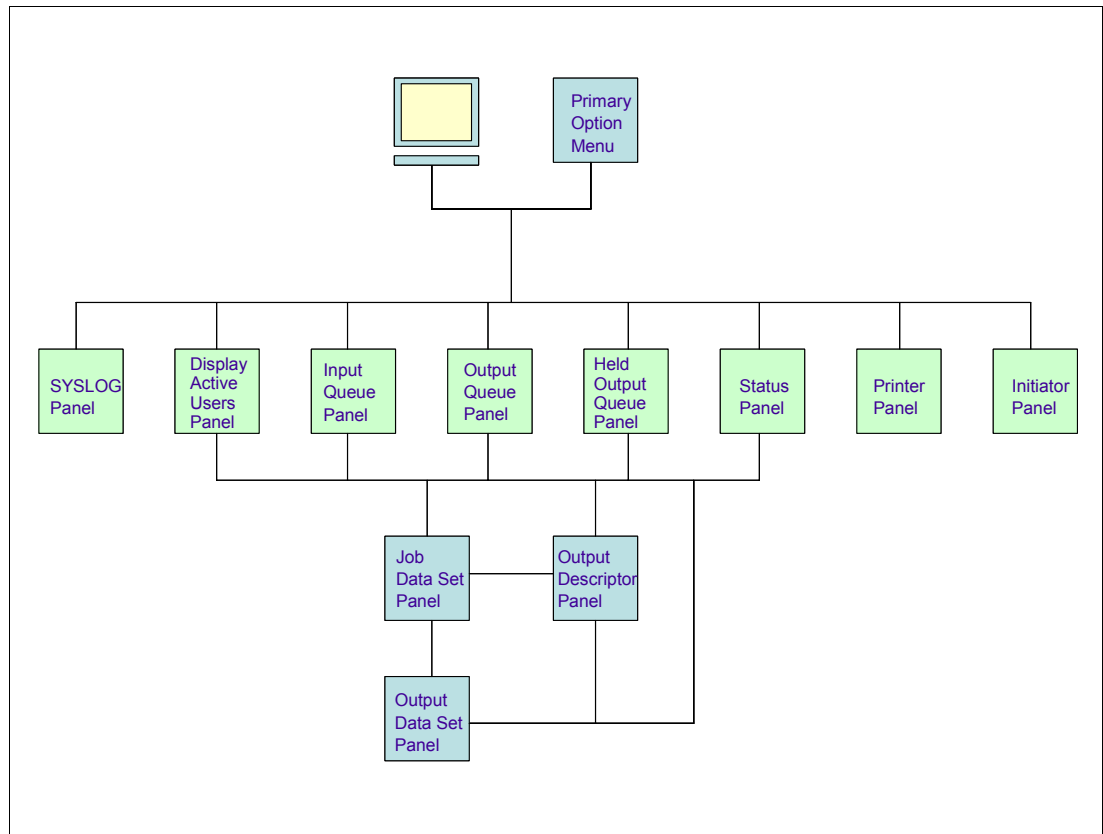 Primary
Option
Menu
SYSLOG
Panel
Display
Active
Users
Panel
Input
Queue
Panel
Output
Queue
Panel
Held
Output
Queue
Panel
Status
Panel
Printer
Panel
Initiator
Panel
Job
Data Set
Panel
Output
Descriptor
Panel
Output
Data Set
Panel